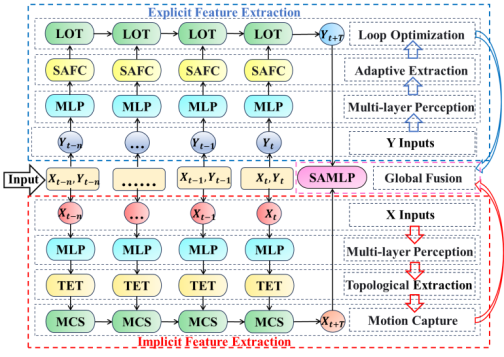 Explicit Feature Extraction
LOT LOT LOT LOT Y_{t+T} Loop Optimization
SAFC SAFC SAFC SAFC Adaptive Extraction
MLP MLP MLP MLP Multi-layer Perception
Y_{t−n} ... Y_{t−1} Y_t Y Inputs
Input X_{t−n}, Y_{t−n} ...... X_{t−1}, Y_{t−1} X_t, Y_t SAMLP Global Fusion
X_{t−n} ... X_{t−1} X_t X Inputs
MLP MLP MLP MLP Multi-layer Perception
TET TET TET TET Topological Extraction
MCS MCS MCS MCS X_{t+T} Motion Capture
Implicit Feature Extraction